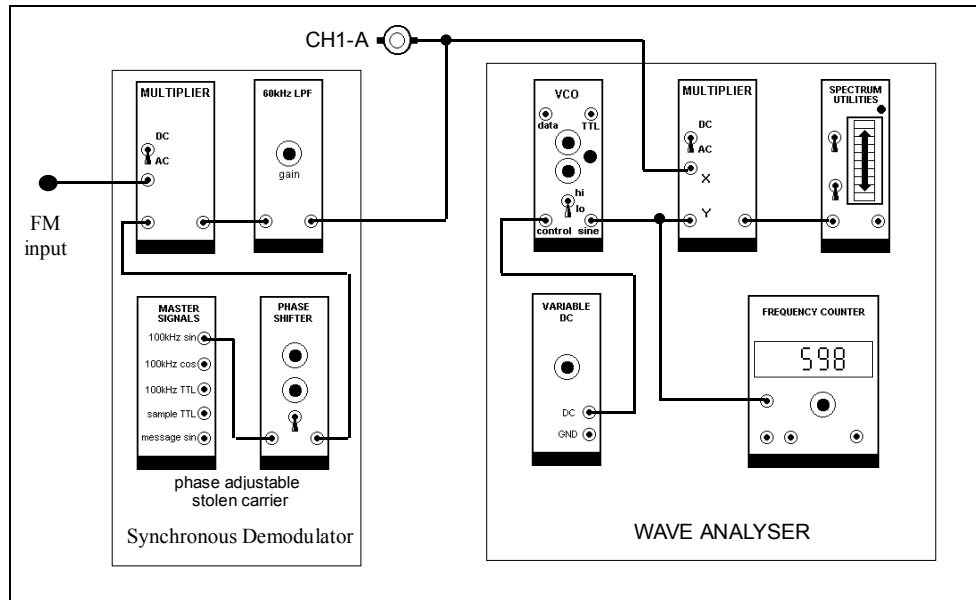 CH1-A
MULTIPLIER
DC
AC
60kHz LPF
gain
FM
input
MASTER
SIGNALS
100kHz sin
100kHz cos
100kHz TTL
sample TTL
message sin
PHASE
SHIFTER
phase adjustable
stolen carrier
Synchronous Demodulator
VCO
data TTL
hi
lo
control sine
MULTIPLIER
DC
AC
X
Y
SPECTRUM
UTILITIES
VARIABLE
DC
DC
GND
FREQUENCY COUNTER
598
WAVE ANALYSER